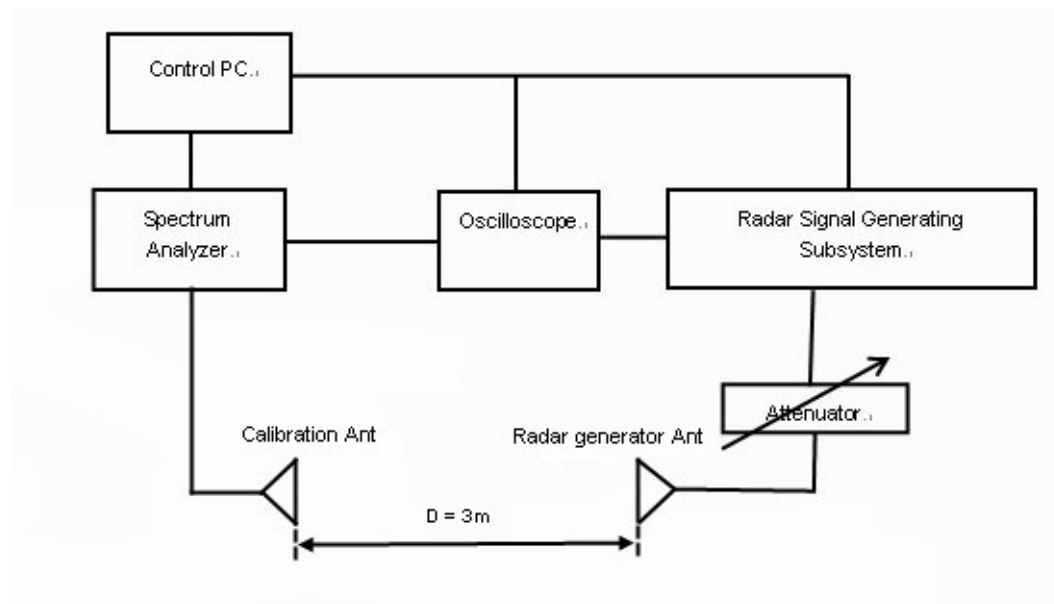 Control PC
Spectrum
Analyzer
Oscilloscope
Radar Signal Generating
Subsystem
Attenuator
Calibration Ant
Radar generator Ant
D = 3m